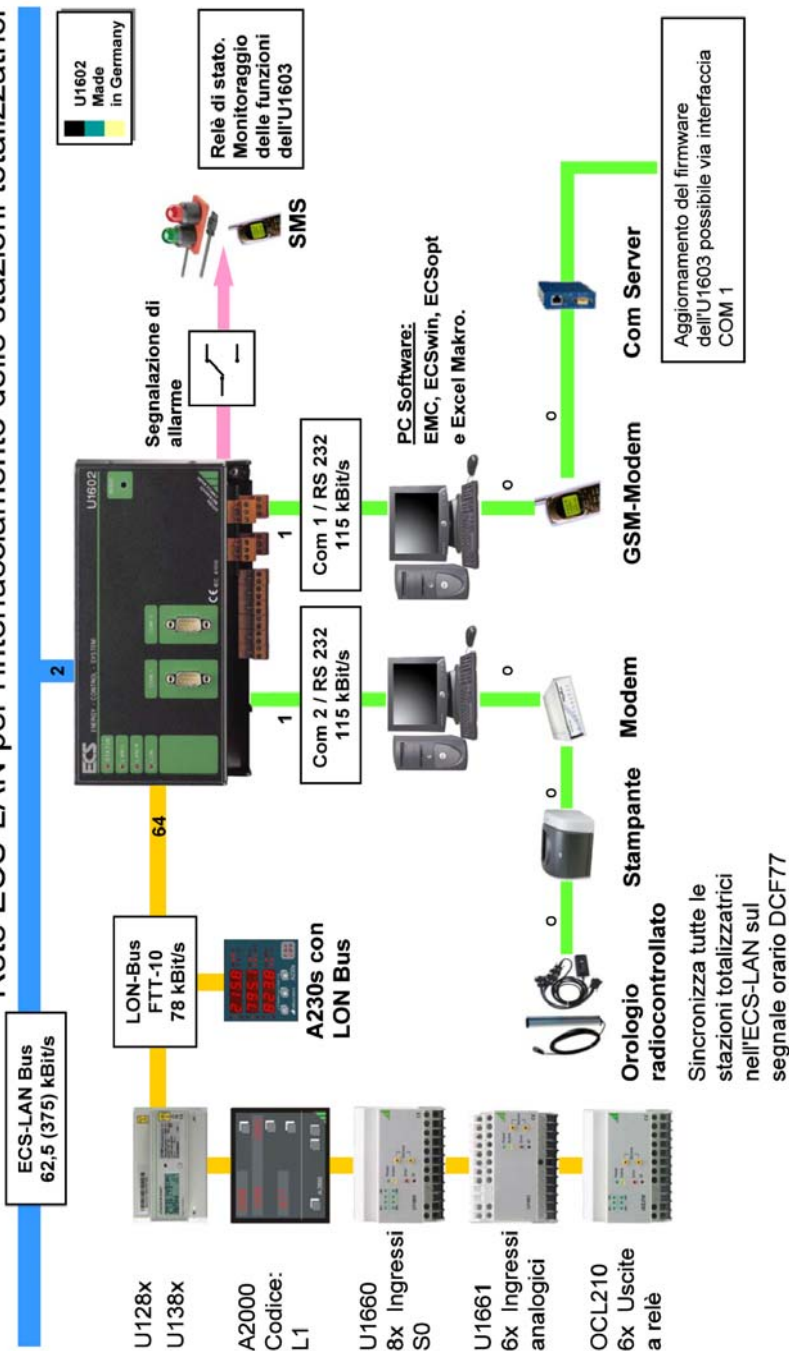 Rete ECS-LAN per l'interfacciamento delle stazioni totalizzatrici
ECS-LAN Bus
62,5 (375) kBit/s
2
U1602
Made
in Germany
ECS
ENERGY - CONTROL - SYSTEM
U1602
64
LON-Bus
FTT-10
78 kBit/s
A230s con
LON Bus
U128x
U138x
A2000
Codice:
L1
U1660
8x Ingressi
S0
U1661
6x Ingressi
analogici
OCL210
6x Uscite
a relè
Segnalazione di
allarme
SMS
Relè di stato.
Monitoraggio
delle funzioni
dell'U1603
1
Com 2 / RS 232
115 kBit/s
1
Com 1 / RS 232
115 kBit/s
PC Software:
EMC, ECSwin, ECSopt
e Excel Makro.
o
o
Orologio
radiocontrollato
o
Stampante
o
Modem
GSM-Modem
o
Com Server
Sincronizza tutte le
stazioni totalizzatrici
nell'ECS-LAN sul
segnale orario DCF77
Aggiornamento del firmware
dell'U1603 possibile via interfaccia
COM 1